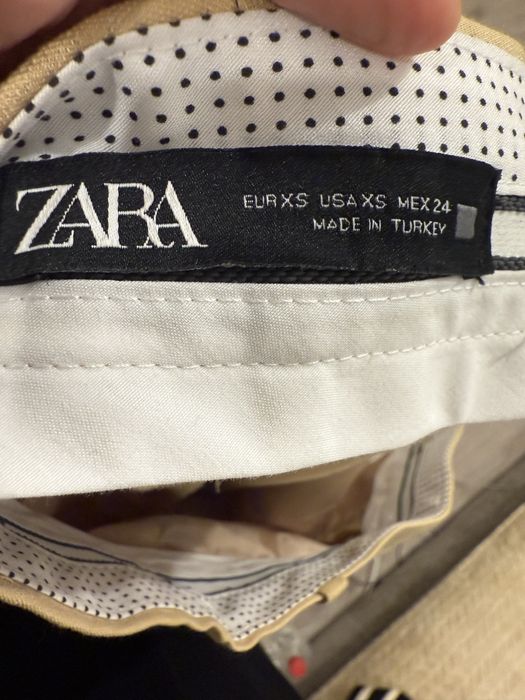 ZARA
EUR XS USA XS MEX 24
MADE IN TURKEY